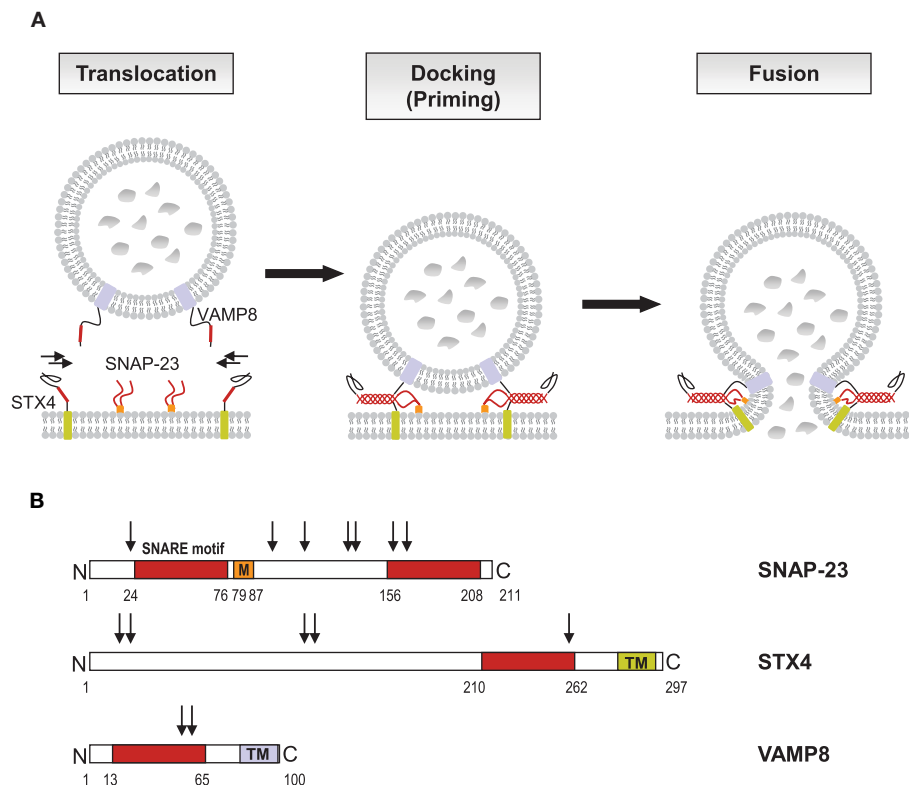 A
Translocation
Docking
(Priming)
Fusion
VAMP8
SNAP-23
STX4
B
SNARE motif
N M C
SNAP-23
1 24 76 79 87 156 208 211
N TM C
STX4
1 210 262 297
N TM C
VAMP8
1 13 65 100